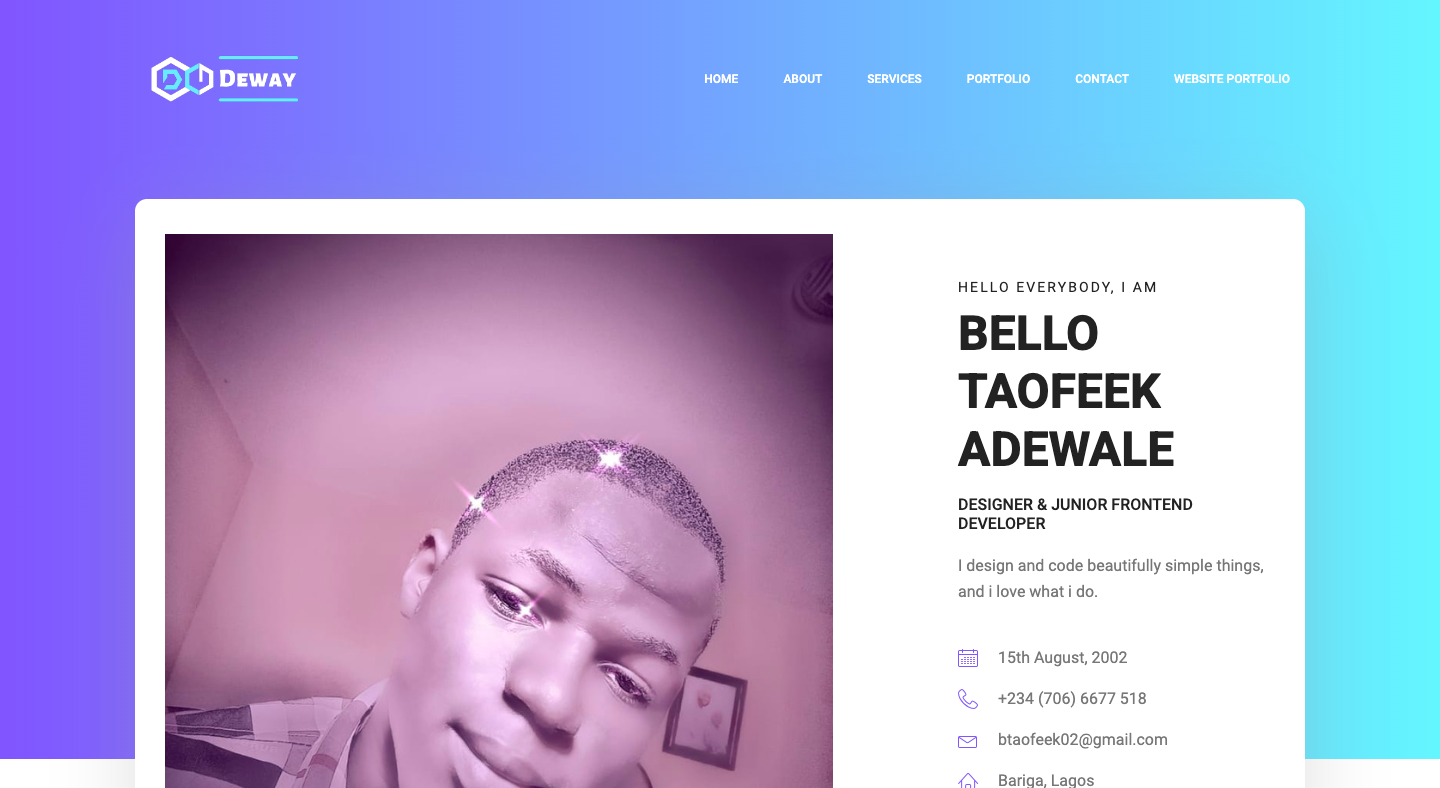 DEWAY
HOME
ABOUT
SERVICES
PORTFOLIO
CONTACT
WEBSITE PORTFOLIO
HELLO EVERYBODY, I AM
BELLO
TAOFEEK
ADEWALE
DESIGNER & JUNIOR FRONTEND
DEVELOPER
I design and code beautifully simple things,
and i love what i do.
15th August, 2002
+234 (706) 6677 518
btaofeek02@gmail.com
Bariga, Lagos